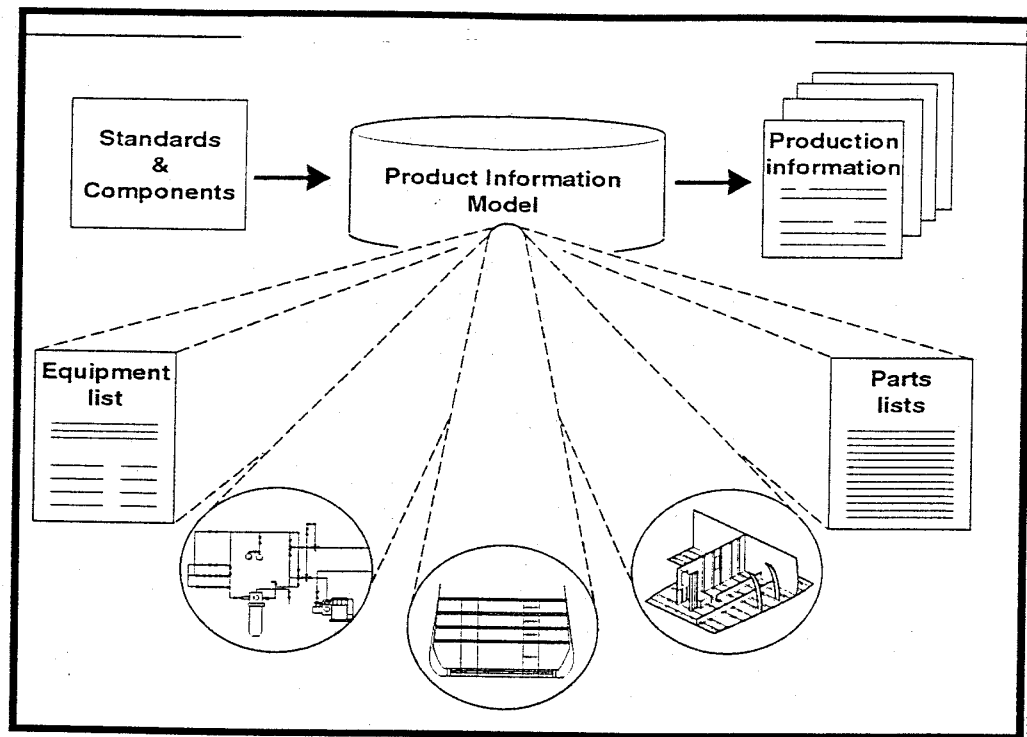 Standards
&
Components
Product Information
Model
Production
information
Equipment
list
Parts
lists